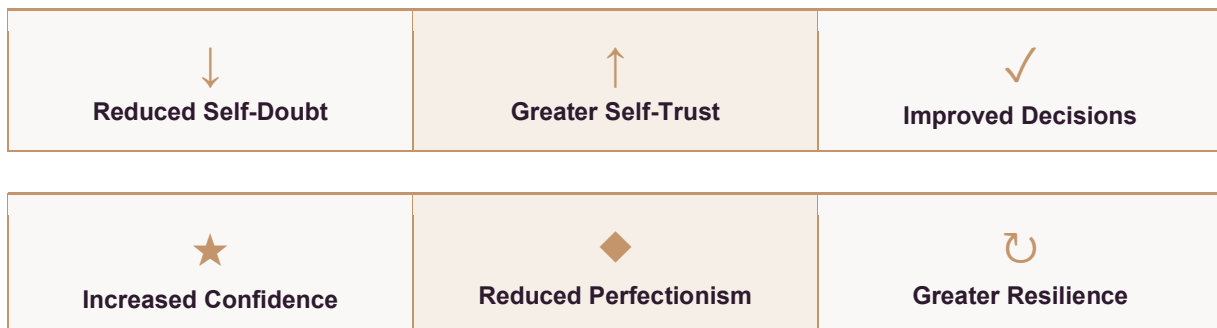 Reduced Self-Doubt
Greater Self-Trust
Improved Decisions
Increased Confidence
Reduced Perfectionism
Greater Resilience